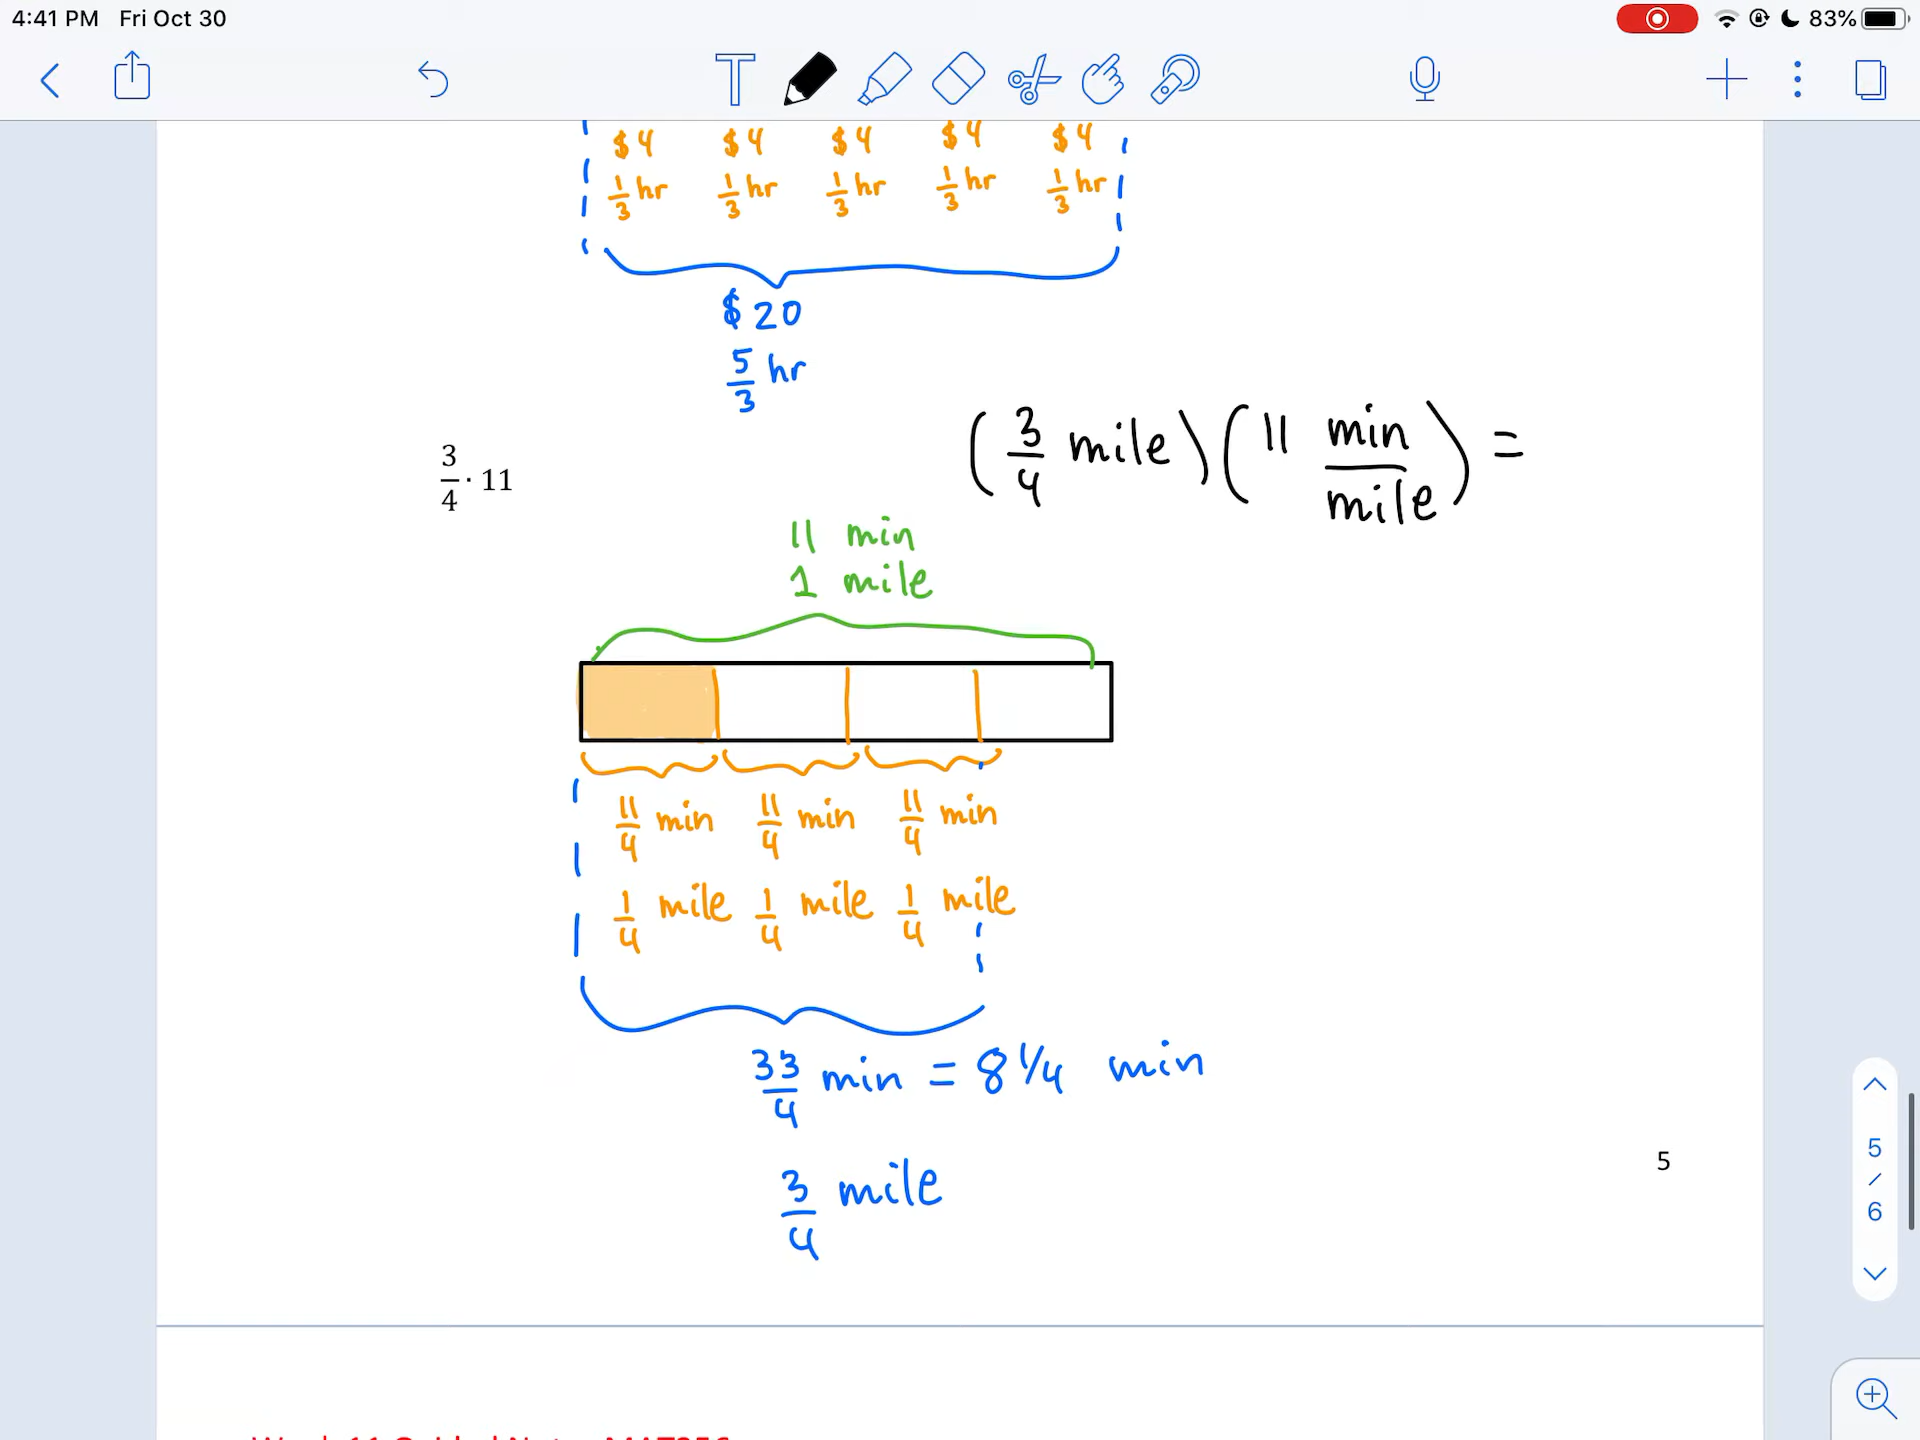 4:41 PM Fri Oct 30 83%
$4 $4 $4 $4 $4
1/3 hr 1/3 hr 1/3 hr 1/3 hr 1/3 hr
$20
5/3 hr
3/4 · 11
(3/4 mile)(11 min/mile) =
11 min
1 mile
11/4 min 11/4 min 11/4 min
1/4 mile 1/4 mile 1/4 mile
33/4 min = 8 1/4 min
3/4 mile
5
5
/
6